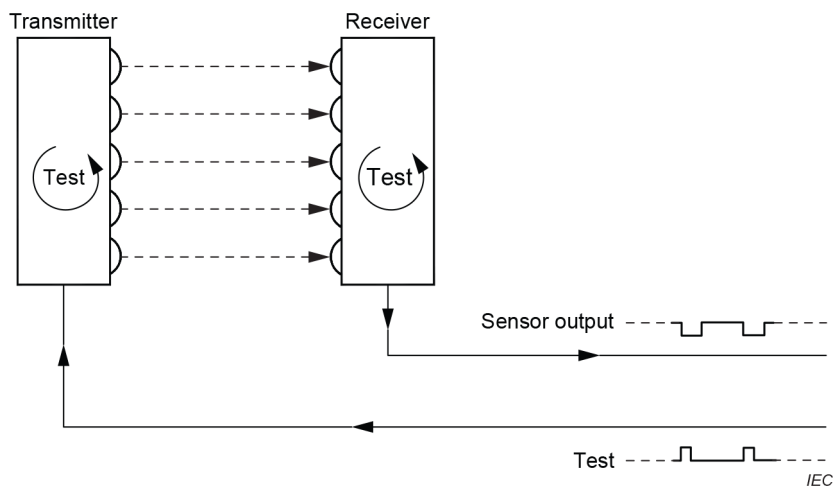 Transmitter
Receiver
Test
Test
Sensor output
Test
IEC